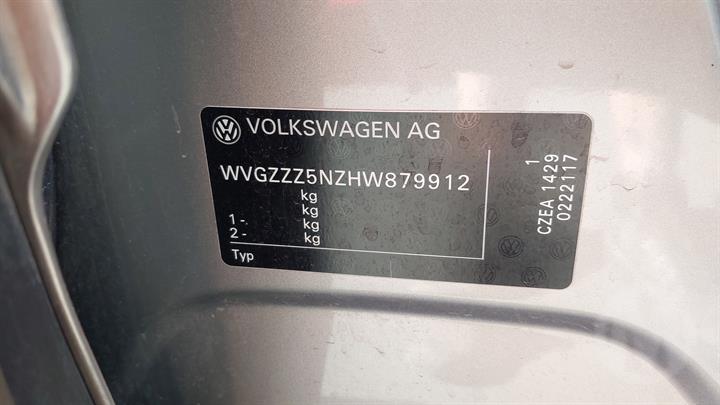 VOLKSWAGEN AG
WVGZZZ5NZHW879912
kg
kg
1 - kg
2 - kg
Typ
1
CZEA 1429
0222117